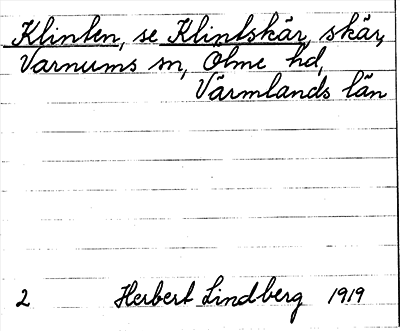 Klinten, se Klintskär, skär,
Varnums sn, Ölme hd,
Värmlands län
2 Herbert Lindberg 1919